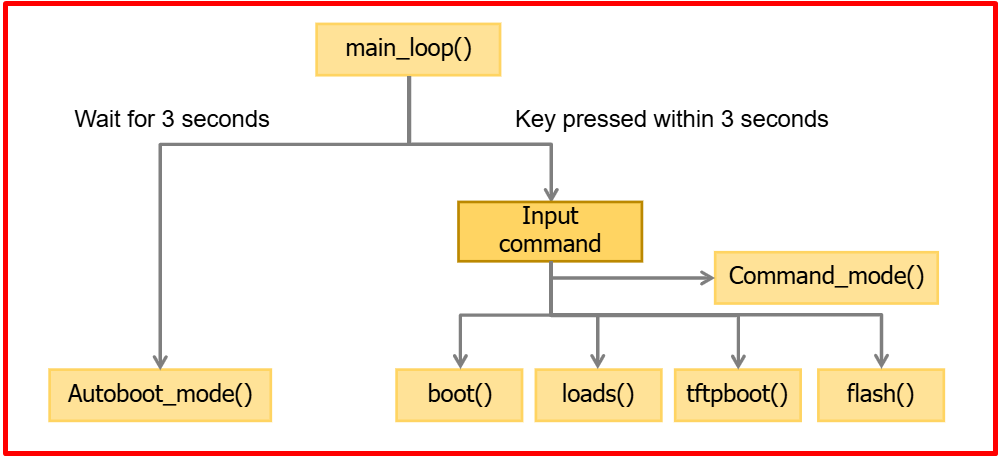 main_loop()
Wait for 3 seconds
Key pressed within 3 seconds
Input
command
Command_mode()
Autoboot_mode()
boot()
loads()
tftpboot()
flash()